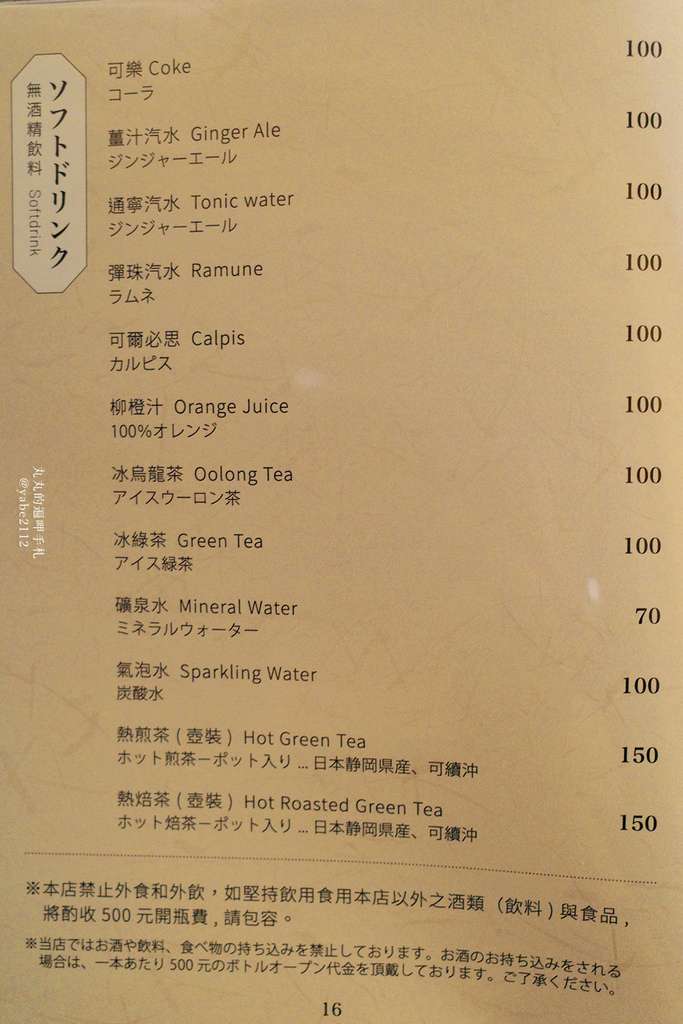 ソフトドリンク
無酒精飲料 Softdrink
可樂 Coke 100
コーラ
薑汁汽水 Ginger Ale 100
ジンジャーエール
通寧汽水 Tonic water 100
ジンジャーエール
彈珠汽水 Ramune 100
ラムネ
可爾必思 Calpis 100
カルピス
柳橙汁 Orange Juice 100
100%オレンジ
冰烏龍茶 Oolong Tea 100
アイスウーロン茶
冰綠茶 Green Tea 100
アイス緑茶
礦泉水 Mineral Water 70
ミネラルウォーター
氣泡水 Sparkling Water 100
炭酸水
熱煎茶 ( 壺裝 ) Hot Green Tea 150
ホット煎茶－ポット入り ... 日本静岡県産、可續沖
熱焙茶 ( 壺裝 ) Hot Roasted Green Tea 150
ホット焙茶－ポット入り ... 日本静岡県産、可續沖
※本店禁止外食和外飲，如堅持飲用食用本店以外之酒類（飲料 ) 與食品 ,
將酌收 500 元開瓶費 , 請包容。
※当店ではお酒や飲料、食べ物の持ち込みを禁止しております。お酒のお持ち込みをされる
場合は、一本あたり 500 元のボトルオープン代金を頂戴しております。ご了承ください。
16
丸丸的遛呷手札
@yabe2112